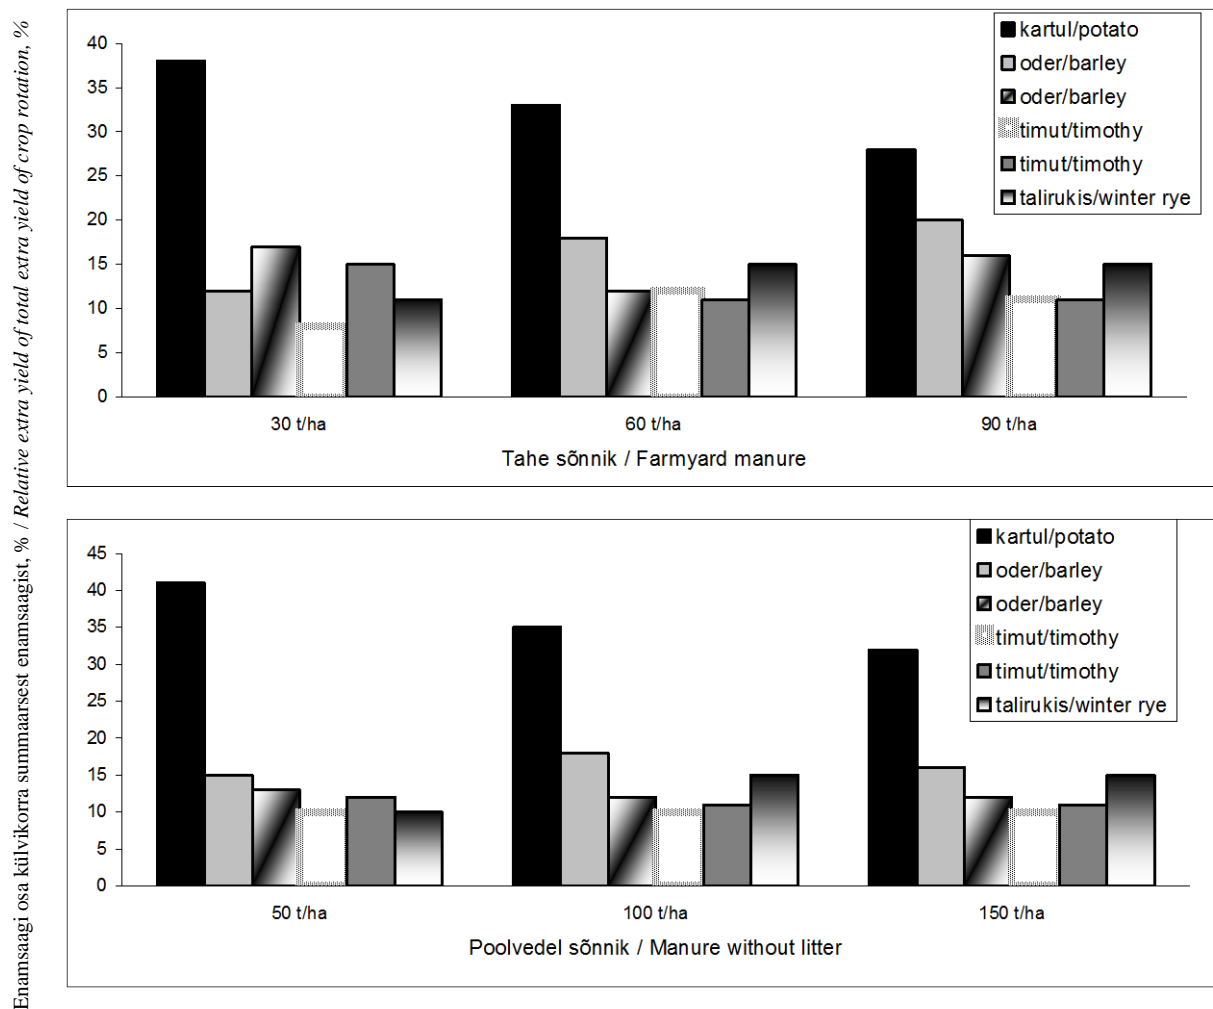 Enamsaagi osa külvikorra summaarsest enamsaagist, % / Relative extra yield of total extra yield of crop rotation, %
kartul/potato
oder/barley
oder/barley
timut/timothy
timut/timothy
talirukis/winter rye
40
35
30
25
20
15
10
5
0
30 t/ha 60 t/ha 90 t/ha
Tahe sõnnik / Farmyard manure
kartul/potato
oder/barley
oder/barley
timut/timothy
timut/timothy
talirukis/winter rye
45
40
35
30
25
20
15
10
5
0
50 t/ha 100 t/ha 150 t/ha
Poolvedel sõnnik / Manure without litter